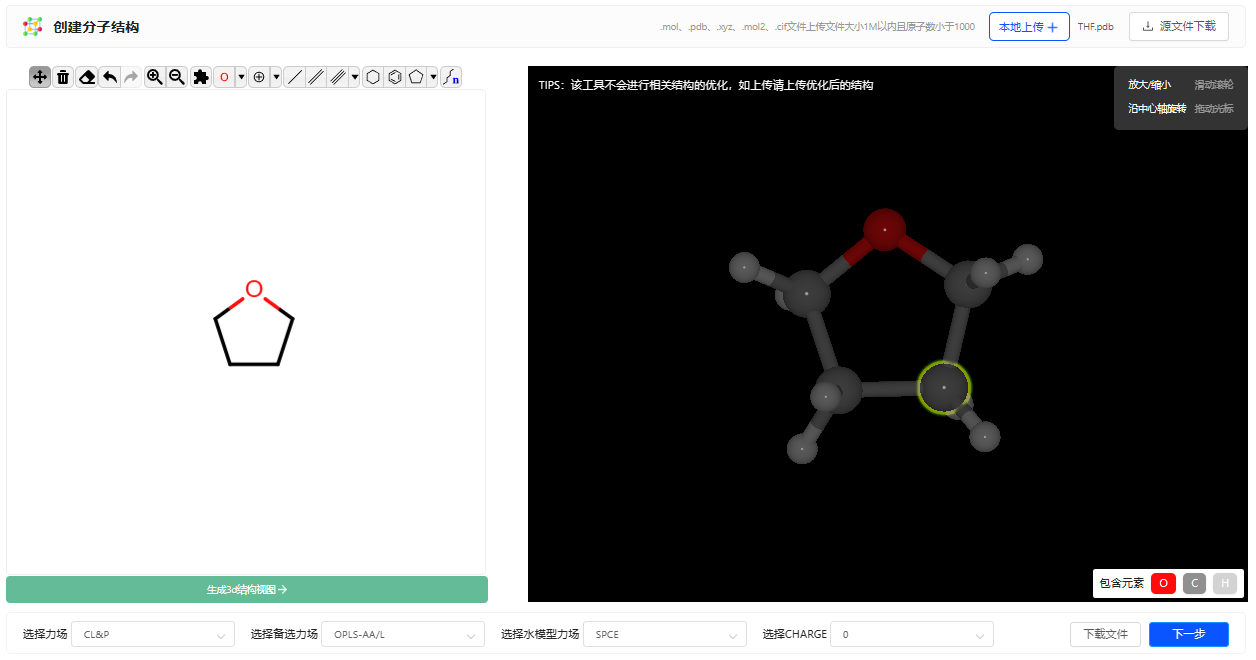 创建分子结构
.mol、.pdb、.xyz、.mol2、.cif文件上传文件大小1M以内且原子数小于1000
本地上传
THF.pdb
源文件下载
O
n
TIPS：该工具不会进行相关结构的优化，如上传请上传优化后的结构
放大/缩小 滑动滚轮
沿中心轴旋转 拖动光标
O
生成3d结构视图→
包含元素 O C H
选择力场 CL&P
选择备选力场 OPLS-AA/L
选择水模型力场 SPCE
选择CHARGE 0
下载文件
下一步